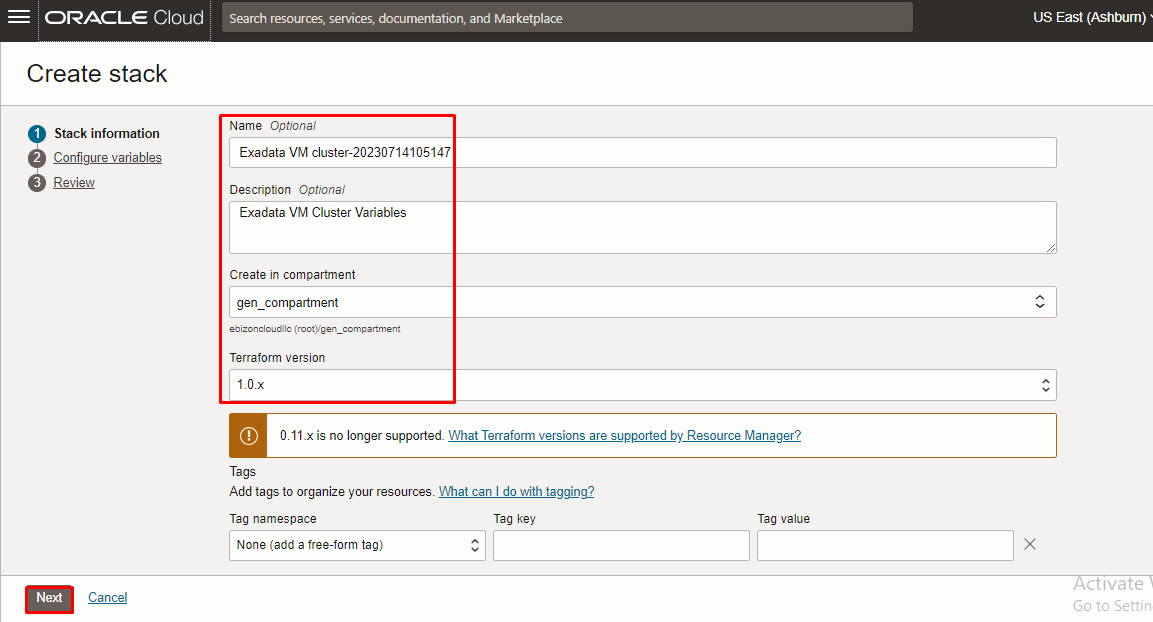 ORACLE Cloud
Search resources, services, documentation, and Marketplace
US East (Ashburn)
Create stack
1 Stack information
2 Configure variables
3 Review
Name Optional
Exadata VM cluster-20230714105147
Description Optional
Exadata VM Cluster Variables
Create in compartment
gen_compartment
ebizoncloudllc (root)/gen_compartment
Terraform version
1.0.x
0.11.x is no longer supported. What Terraform versions are supported by Resource Manager?
Tags
Add tags to organize your resources. What can I do with tagging?
Tag namespace
Tag key
Tag value
None (add a free-form tag)
Next
Cancel
Activate
Go to